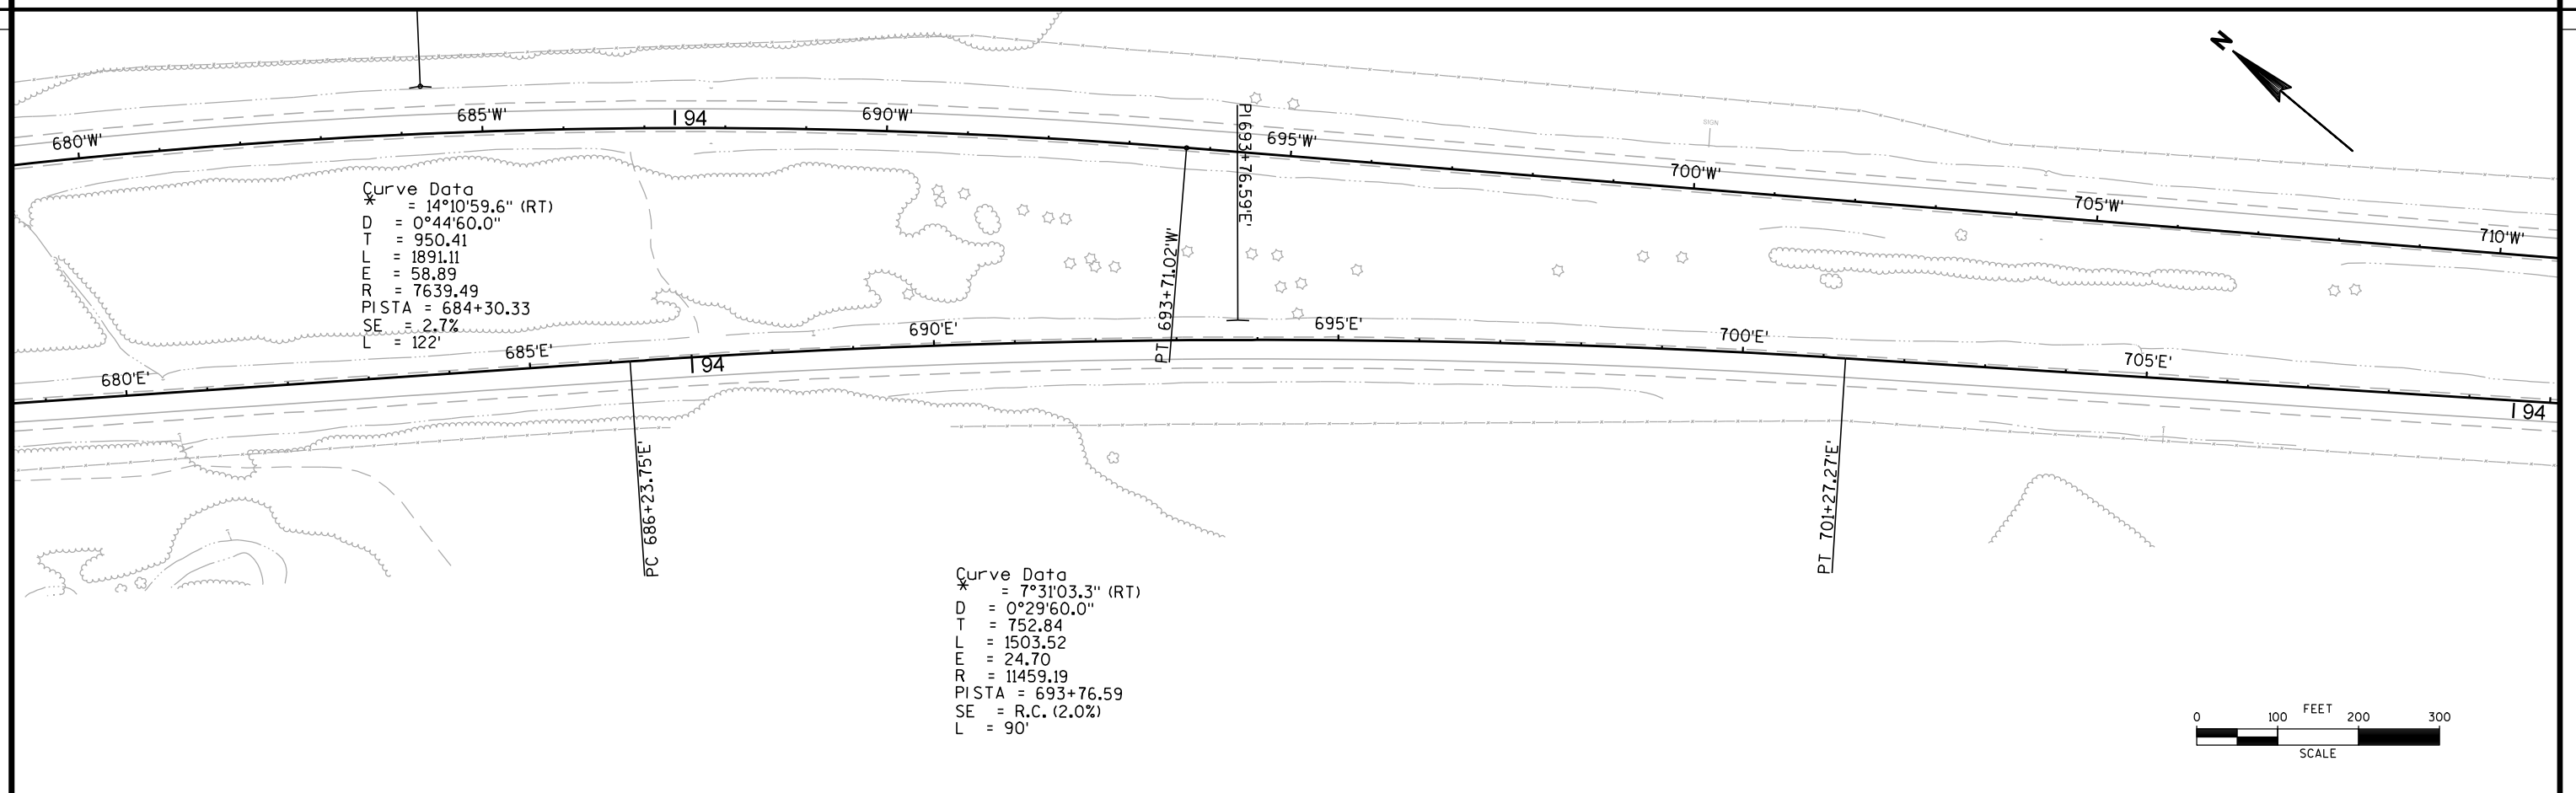 N
SIGN
680'W'
685'W'
I 94
690'W'
695'W'
700'W'
705'W'
710'W'
PI 693+76.59'E'
PT 693+71.02'W'
Curve Data
* = 14°10'59.6" (RT)
D = 0°44'60.0"
T = 950.41
L = 1891.11
E = 58.89
R = 7639.49
PISTA = 684+30.33
SE = 2.7%
L = 122'
680'E'
685'E'
I 94
690'E'
695'E'
700'E'
705'E'
I 94
PC 686+23.75'E'
PT 701+27.27'E'
Curve Data
* = 7°31'03.3" (RT)
D = 0°29'60.0"
T = 752.84
L = 1503.52
E = 24.70
R = 11459.19
PISTA = 693+76.59
SE = R.C. (2.0%)
L = 90'
FEET
0 100 200 300
SCALE